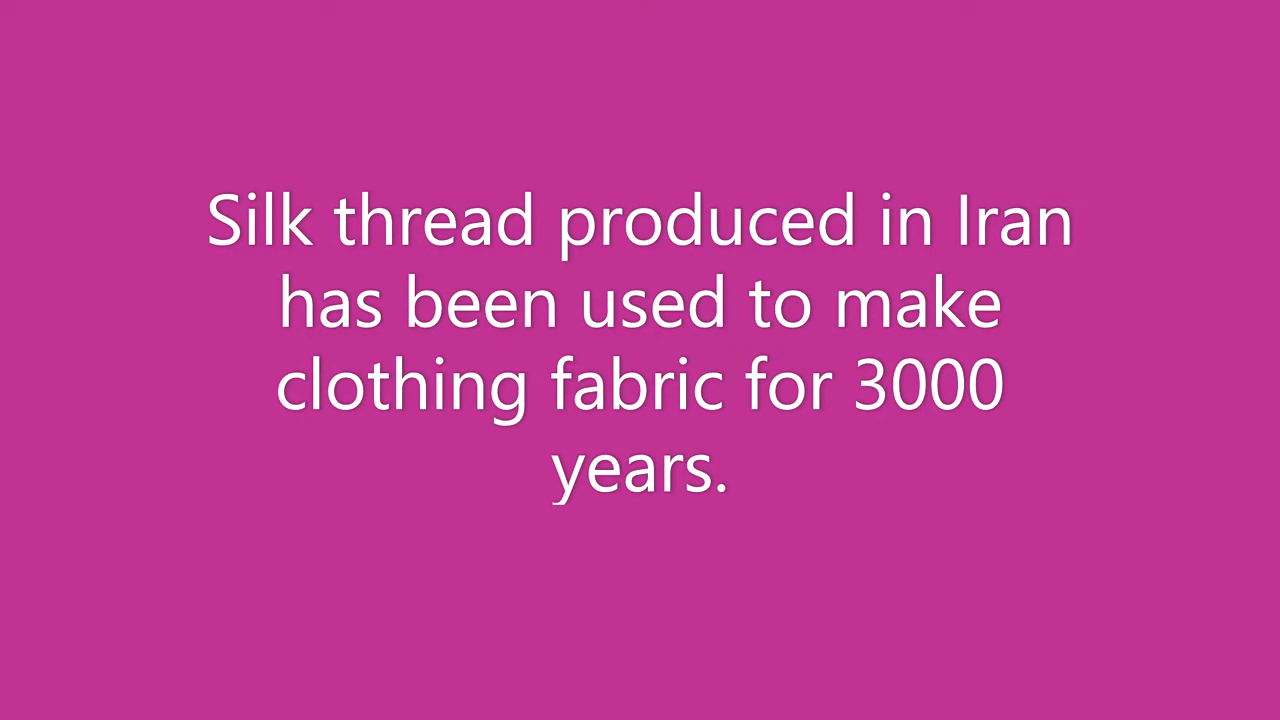 Silk thread produced in Iran
has been used to make
clothing fabric for 3000
years.